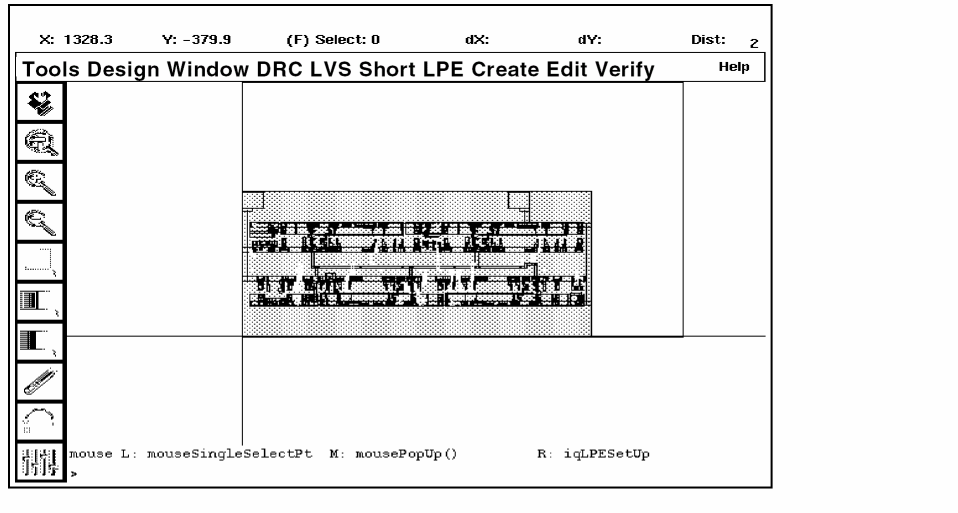 X: 1328.3 Y: -379.9 (F) Select: 0 dX: dY: Dist: 2
Tools Design Window DRC LVS Short LPE Create Edit Verify Help
mouse L: mouseSingleSelectPt M: mousePopUp() R: iqLPESetUp
>